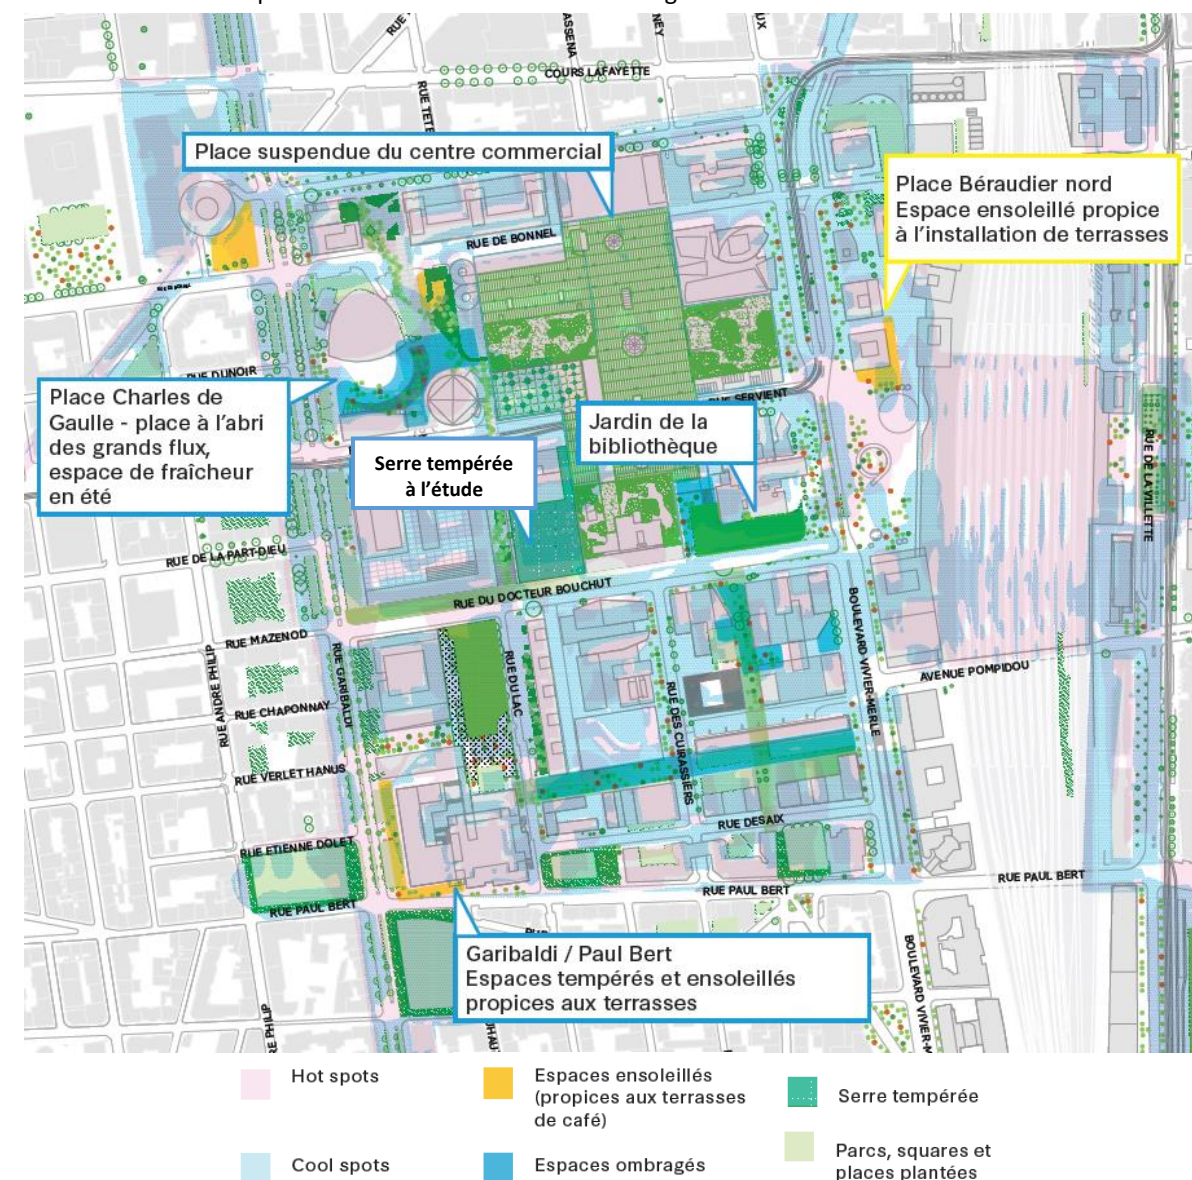 COURS LAFAYETTE
Place suspendue du centre commercial
Place Béraudier nord
Espace ensoleillé propice
à l'installation de terrasses
RUE DE BONNEL
RUE DUNOIR
Place Charles de
Gaulle - place à l'abri
des grands flux,
espace de fraîcheur
en été
RUE SERVIENT
Jardin de la
bibliothèque
Serre tempérée
à l'étude
RUE DE LA VILLETTE
RUE DE LA PART-DIEU
RUE DU DOCTEUR BOUCHUT
RUE MAZENOD
RUE ANDRE PHILIP
RUE GARIBALDI
RUE DU LAC
RUE DES CUIRASSIERS
BOULEVARD VIVIER-MERLE
AVENUE POMPIDOU
RUE CHAPONNAY
RUE VERLET HANUS
RUE DESAIX
RUE ETIENNE DOLET
RUE PAUL BERT
RUE PAUL BERT
RUE PAUL BERT
Garibaldi / Paul Bert
Espaces tempérés et ensoleillés
propices aux terrasses
BOULEVARD VIVIER-M
Hot spots
Espaces ensoleillés
(propices aux terrasses
de café)
Serre tempérée
Cool spots
Espaces ombragés
Parcs, squares et
places plantées